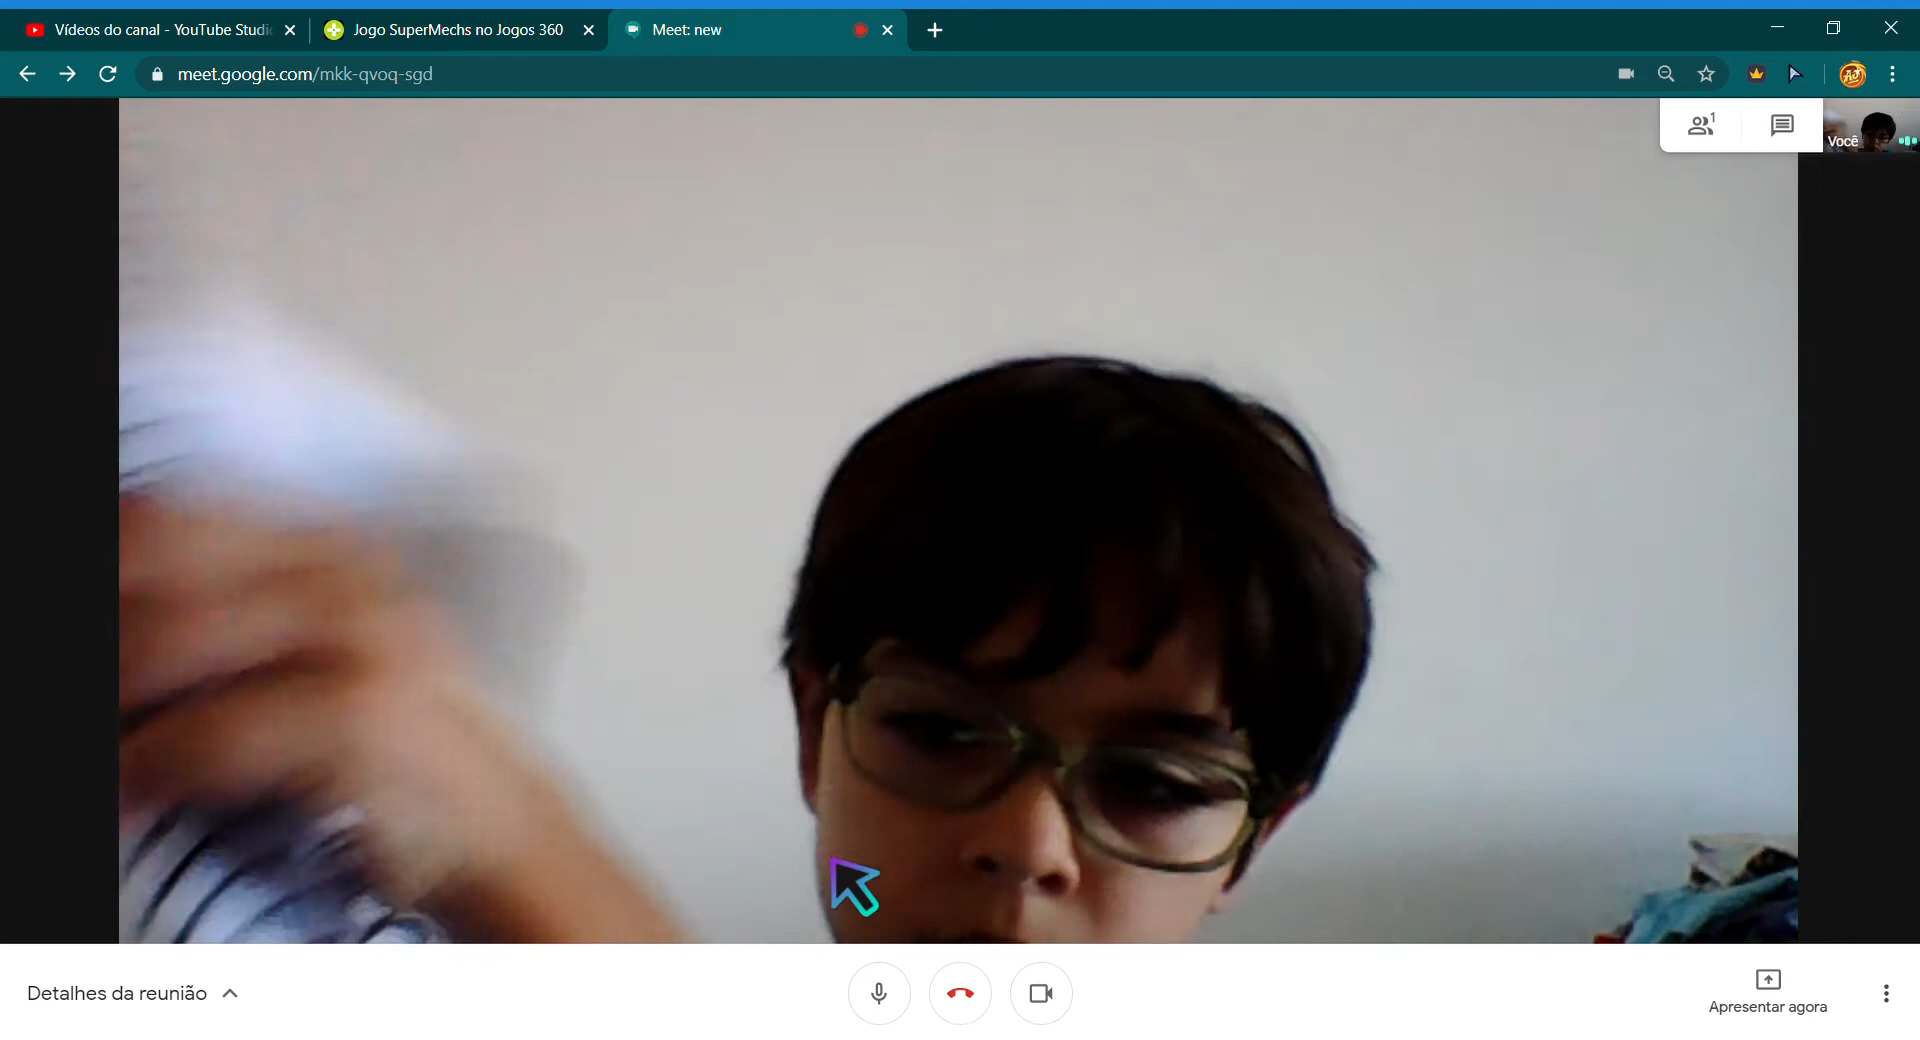 Vídeos do canal - YouTube Studi
Jogo SuperMechs no Jogos 360
Meet: new
meet.google.com/mkk-qvoq-sgd
1
Você
Detalhes da reunião
Apresentar agora